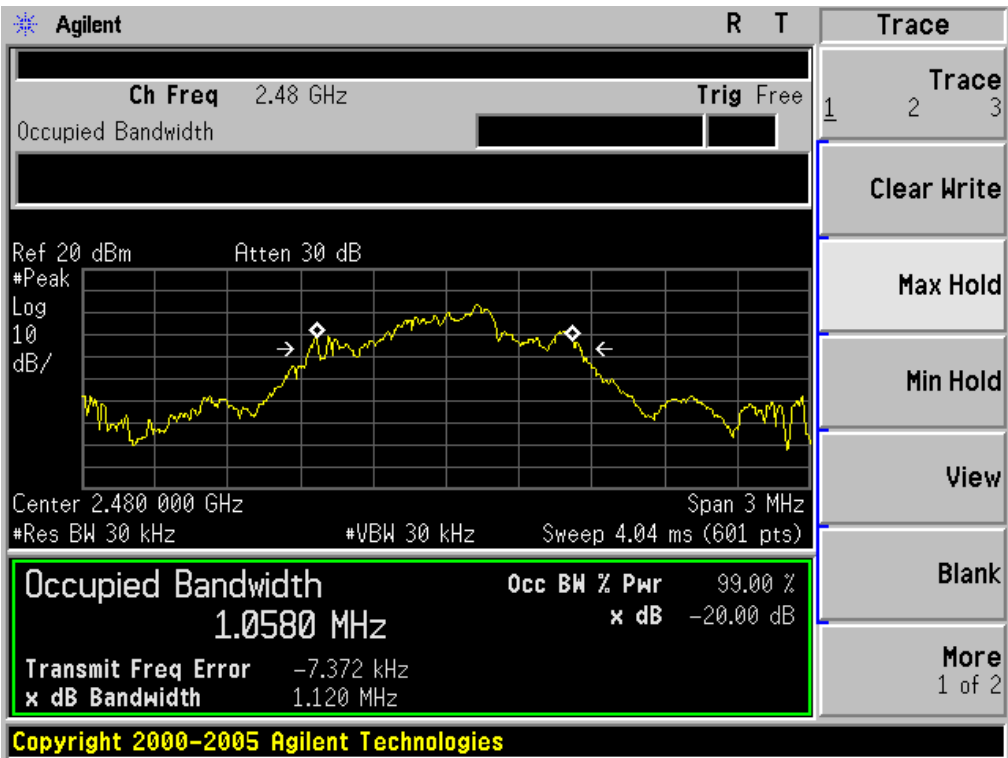 Agilent R T Trace
Ch Freq 2.48 GHz Trig Free
Occupied Bandwidth
Trace
1 2 3
Clear Write
Max Hold
Min Hold
View
Blank
More
1 of 2
Ref 20 dBm Atten 30 dB
#Peak
Log
10
dB/
Center 2.480 000 GHz Span 3 MHz
#Res BW 30 kHz #VBW 30 kHz Sweep 4.04 ms (601 pts)
Occupied Bandwidth Occ BW % Pwr 99.00 %
1.0580 MHz x dB -20.00 dB
Transmit Freq Error -7.372 kHz
x dB Bandwidth 1.120 MHz
Copyright 2000-2005 Agilent Technologies